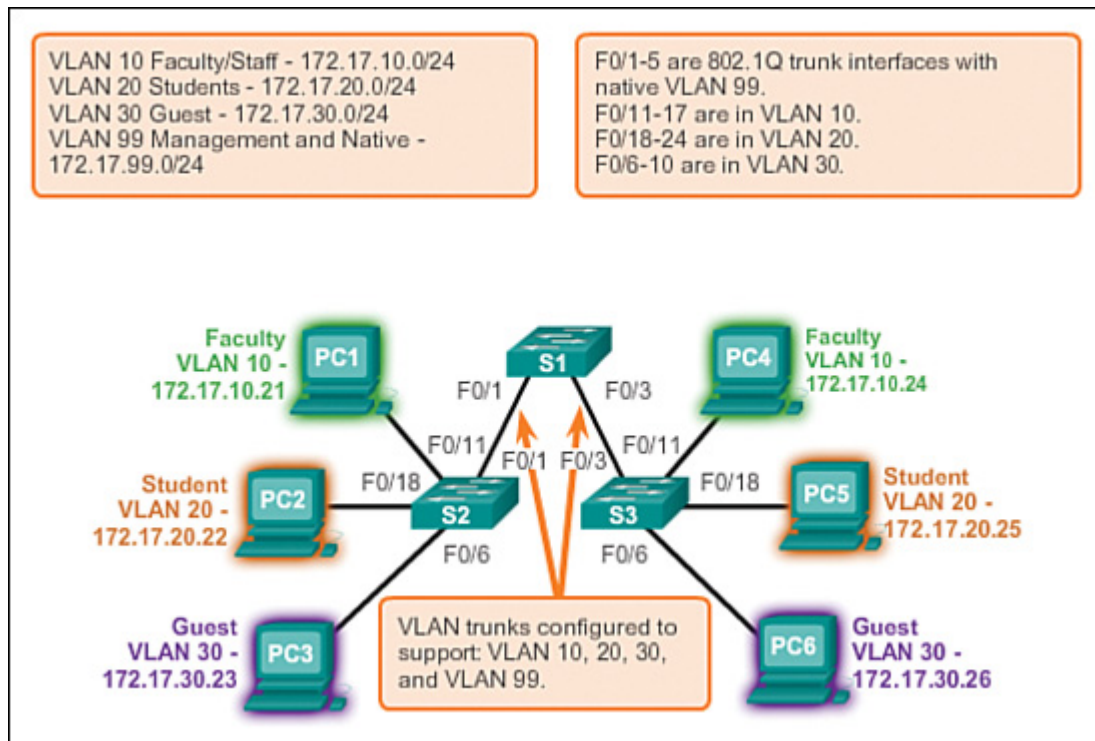 VLAN 10 Faculty/Staff - 172.17.10.0/24
VLAN 20 Students - 172.17.20.0/24
VLAN 30 Guest - 172.17.30.0/24
VLAN 99 Management and Native -
172.17.99.0/24
F0/1-5 are 802.1Q trunk interfaces with
native VLAN 99.
F0/11-17 are in VLAN 10.
F0/18-24 are in VLAN 20.
F0/6-10 are in VLAN 30.
Faculty
VLAN 10 -
172.17.10.21
PC1
S1
PC4
Faculty
VLAN 10 -
172.17.10.24
F0/1
F0/3
F0/11
F0/1
F0/3
F0/11
Student
VLAN 20 -
172.17.20.22
PC2
F0/18
S2
S3
F0/18
PC5
Student
VLAN 20 -
172.17.20.25
F0/6
F0/6
Guest
VLAN 30 -
172.17.30.23
PC3
VLAN trunks configured to
support: VLAN 10, 20, 30,
and VLAN 99.
PC6
Guest
VLAN 30 -
172.17.30.26